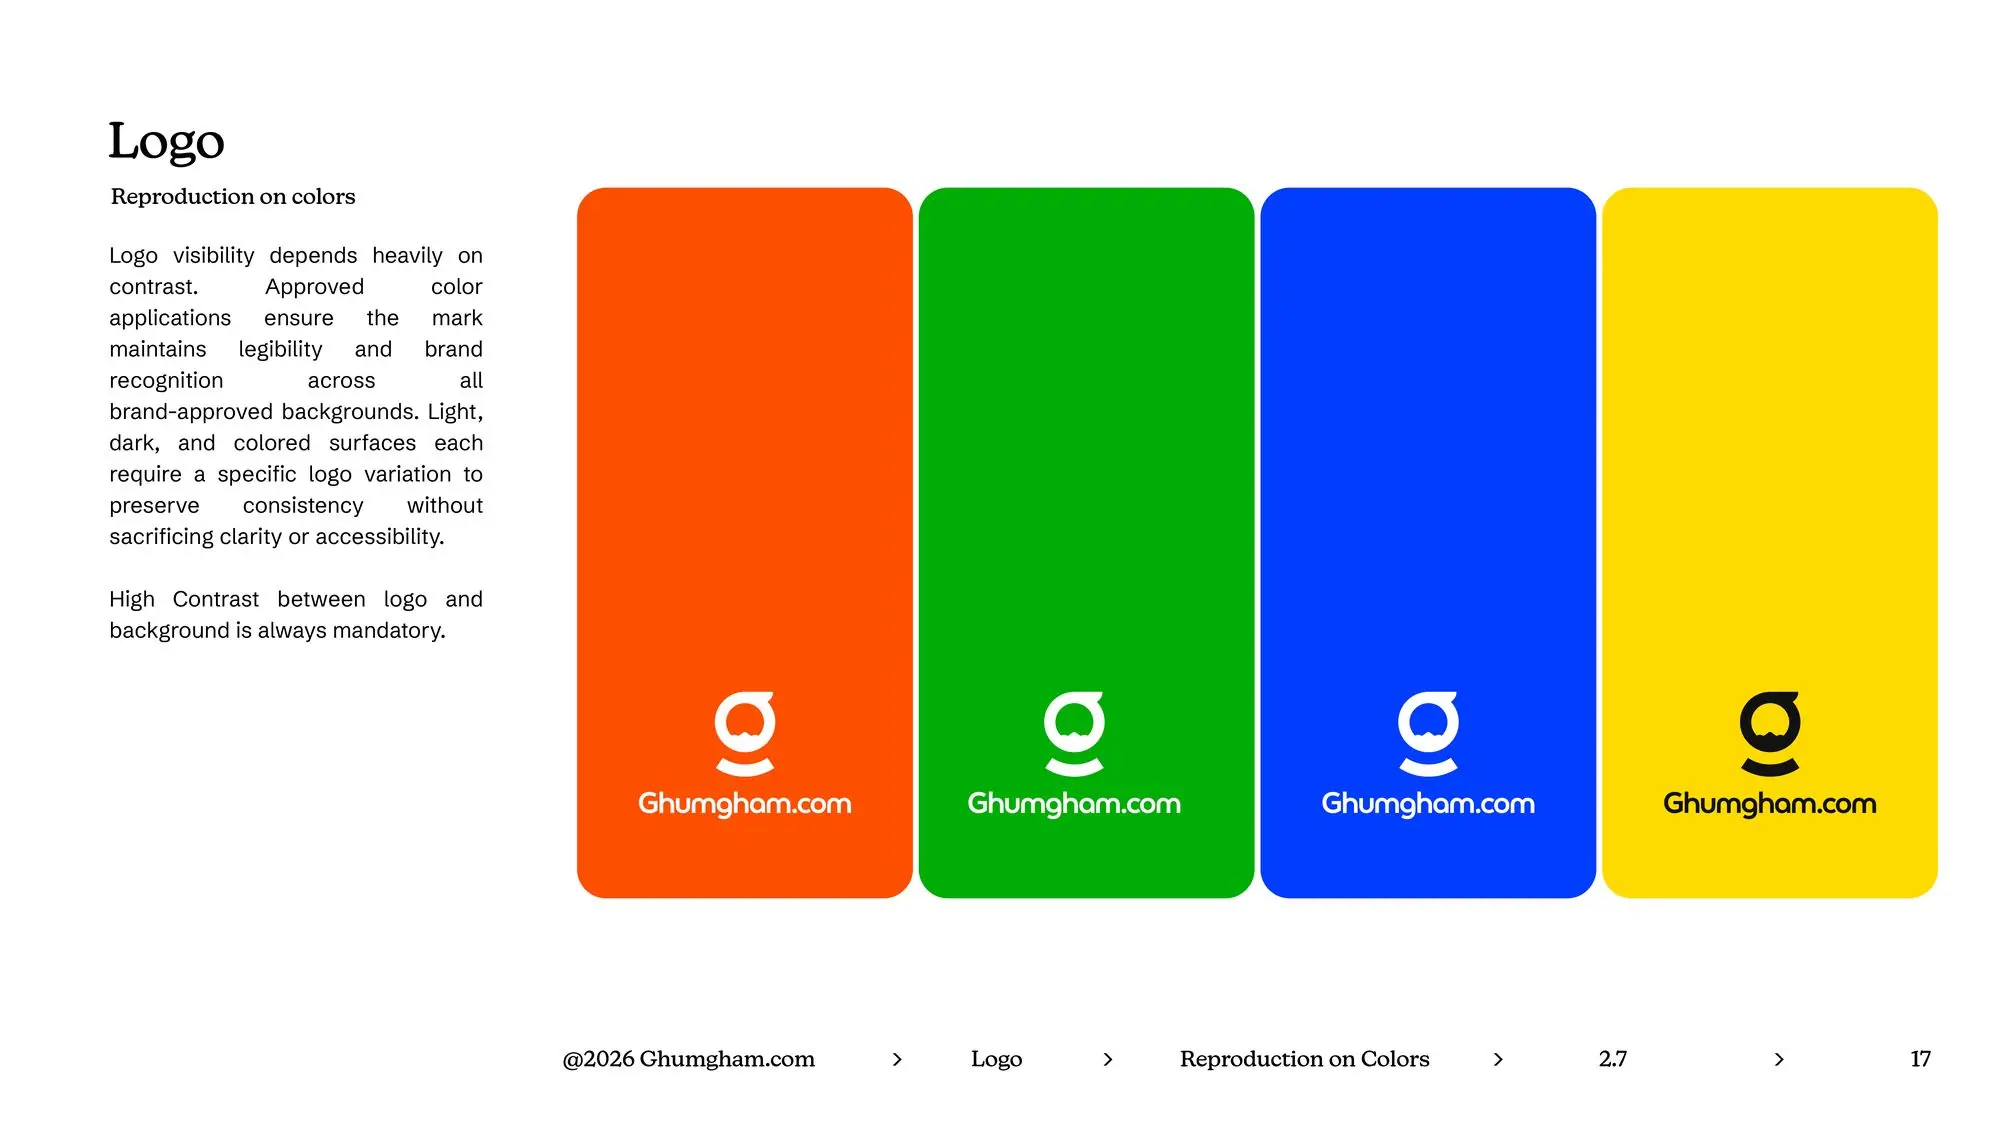 Logo
Reproduction on colors
Logo visibility depends heavily on
contrast. Approved color
applications ensure the mark
maintains legibility and brand
recognition across all
brand-approved backgrounds. Light,
dark, and colored surfaces each
require a specific logo variation to
preserve consistency without
sacrificing clarity or accessibility.
High Contrast between logo and
background is always mandatory.
Ghumgham.com
Ghumgham.com
Ghumgham.com
Ghumgham.com
@2026 Ghumgham.com > Logo > Reproduction on Colors > 2.7 > 17